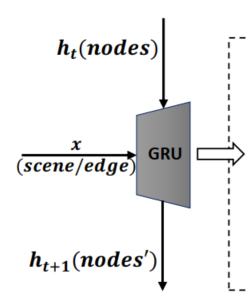 h_t(nodes)
x
(scene/edge)
GRU
h_{t+1}(nodes')